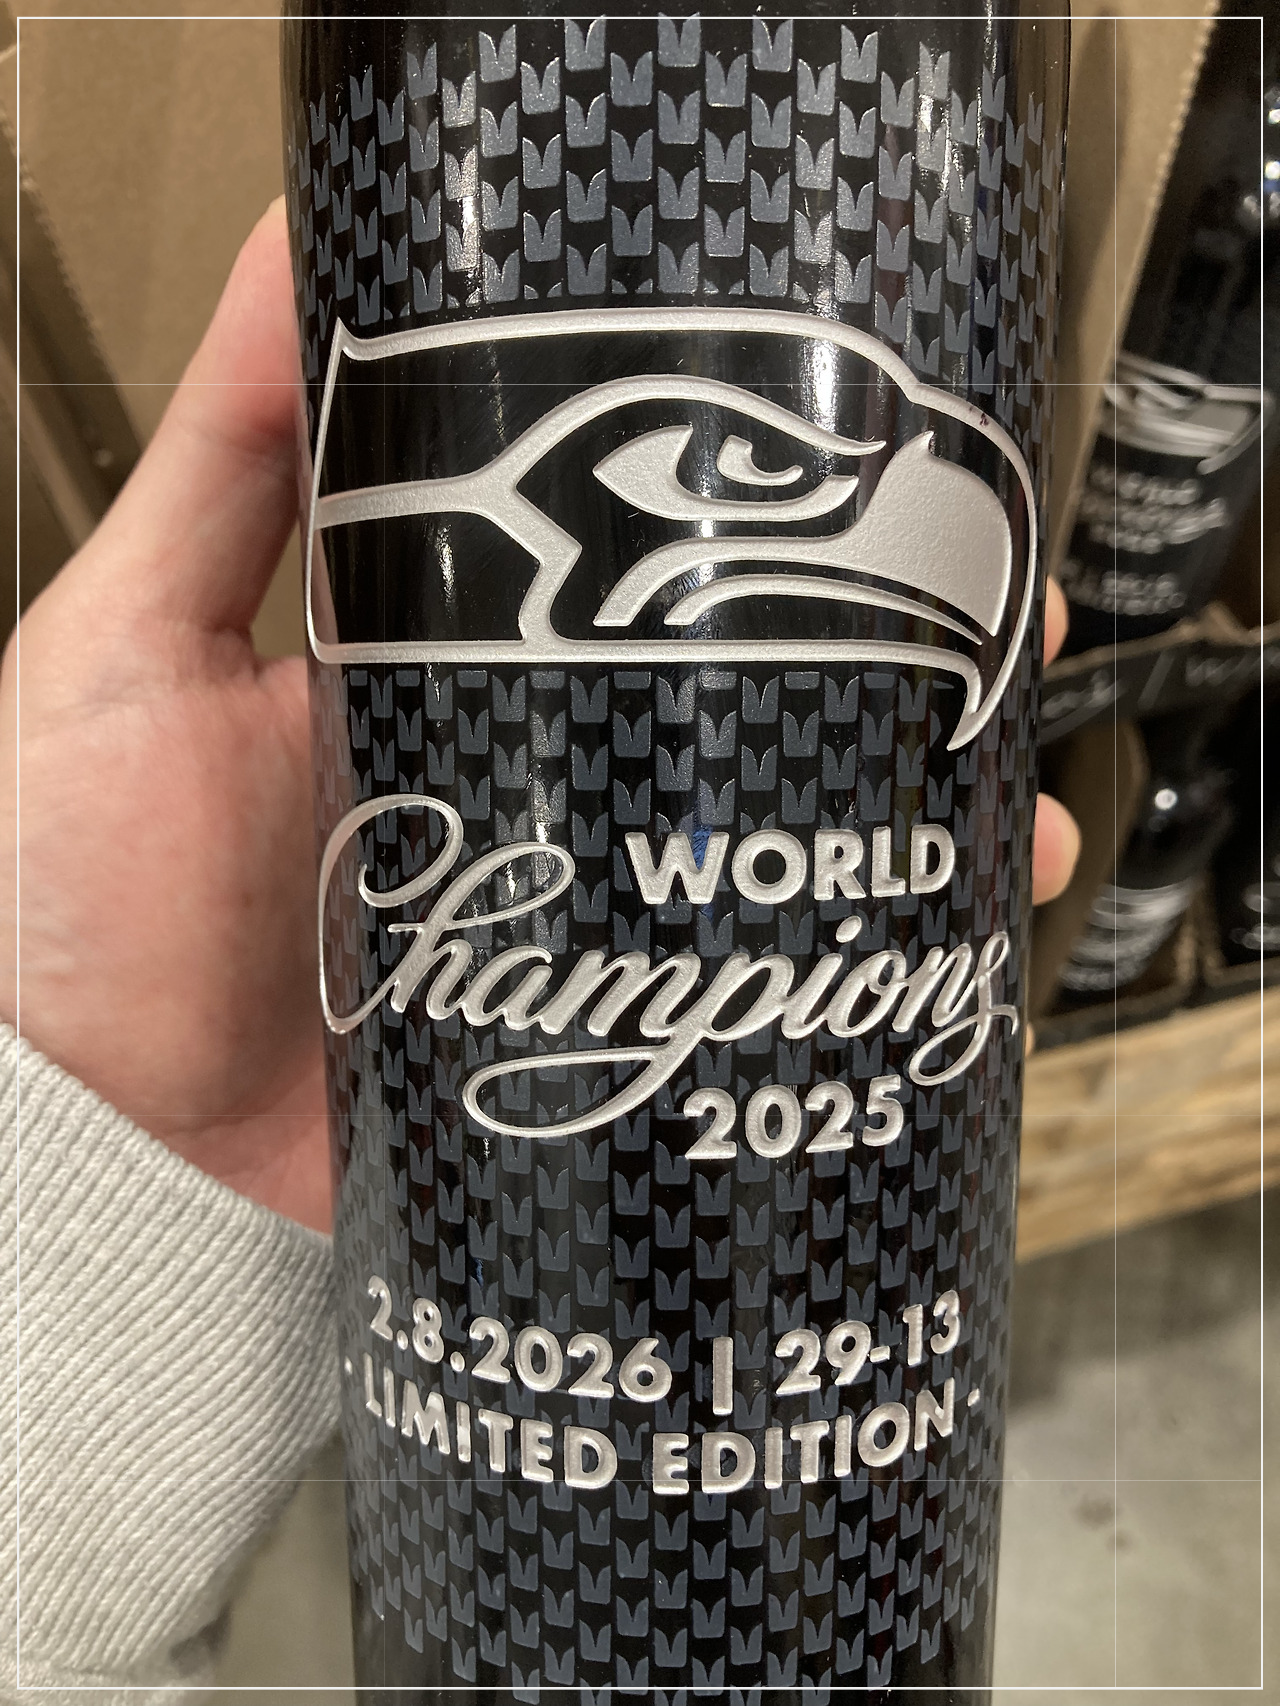 WORLD
Champions
2025
2.8.2026 | 29-13
· LIMITED EDITION ·